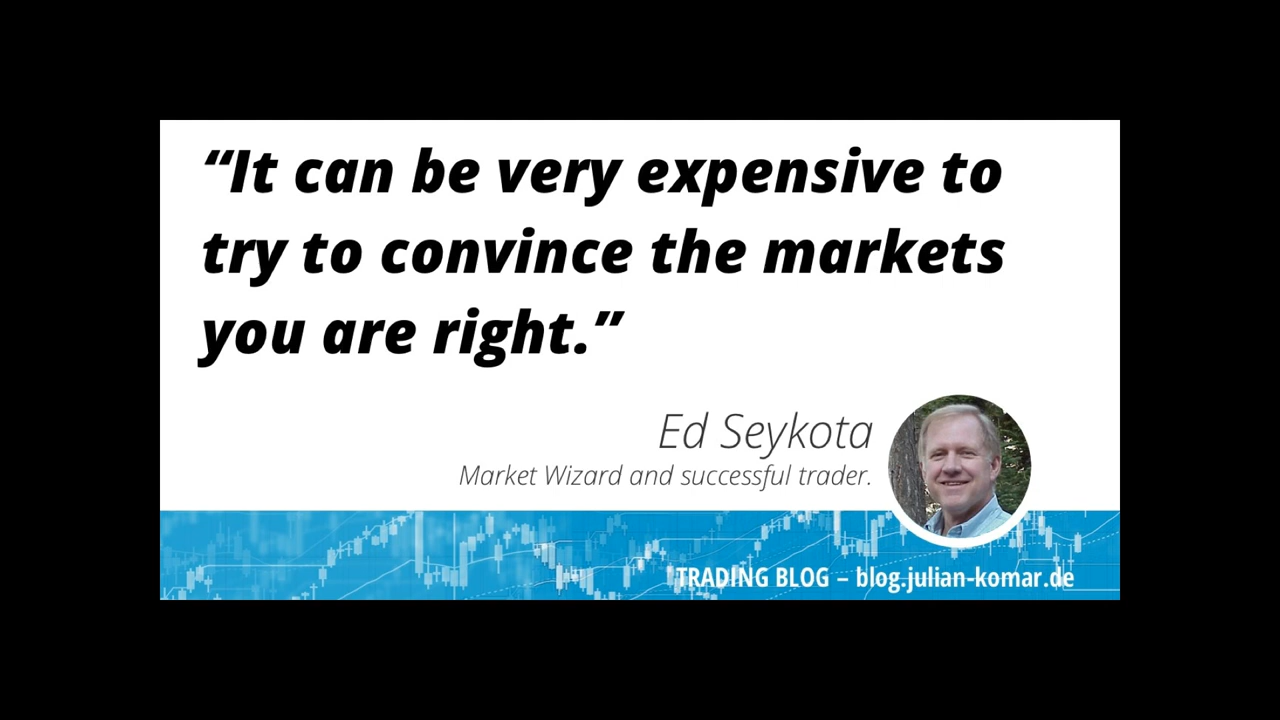 “It can be very expensive to
try to convince the markets
you are right.”
Ed Seykota
Market Wizard and successful trader.
TRADING BLOG – blog.julian-komar.de